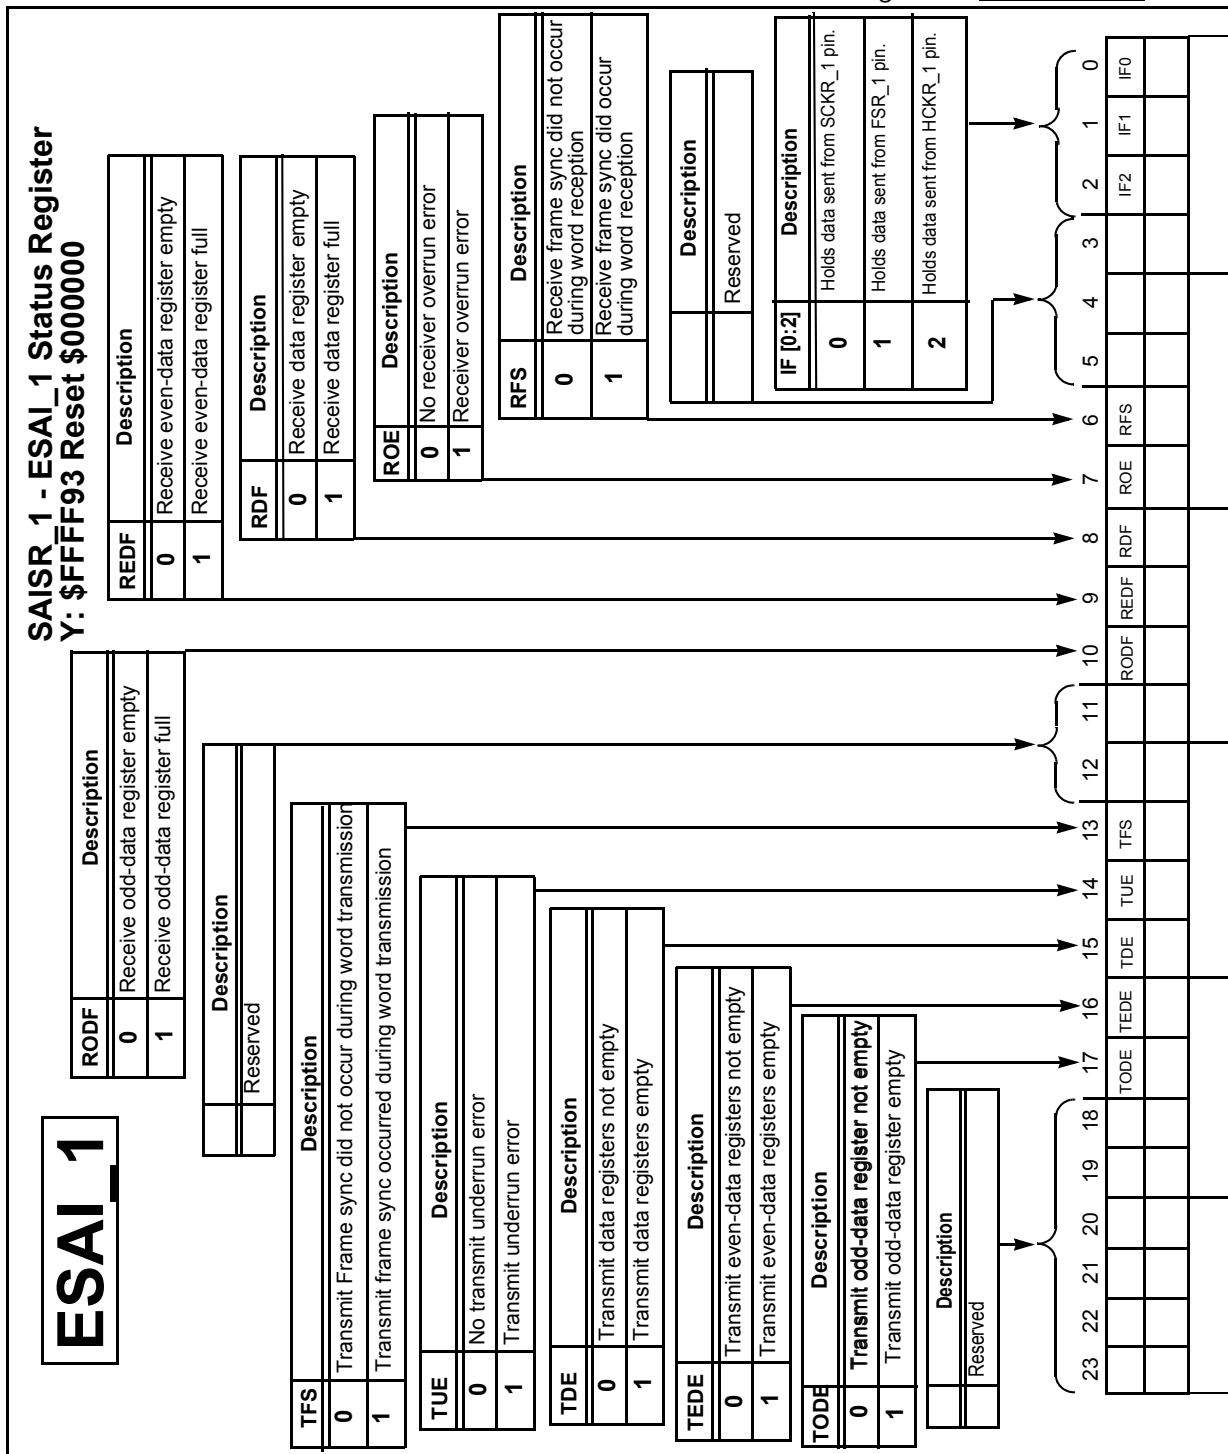 ESAI_1
SAISR_1 - ESAI_1 Status Register
Y: $FFFF93 Reset $000000
RODF Description
0 Receive odd-data register empty
1 Receive odd-data register full
REDF Description
0 Receive even-data register empty
1 Receive even-data register full
Description
Reserved
RDF Description
0 Receive data register empty
1 Receive data register full
TFS Description
0 Transmit Frame sync did not occur during word transmission
1 Transmit frame sync occurred during word transmission
ROE Description
0 No receiver overrun error
1 Receiver overrun error
TUE Description
0 No transmit underrun error
1 Transmit underrun error
RFS Description
0 Receive frame sync did not occur
during word reception
1 Receive frame sync did occur
during word reception
TDE Description
0 Transmit data registers not empty
1 Transmit data registers empty
Description
Reserved
TEDE Description
0 Transmit even-data registers not empty
1 Transmit even-data registers empty
IF [0:2] Description
0 Holds data sent from SCKR_1 pin.
1 Holds data sent from FSR_1 pin.
2 Holds data sent from HCKR_1 pin.
TODE Description
0 Transmit odd-data register not empty
1 Transmit odd-data register empty
Description
Reserved
23 22 21 20 19 18 17 16 15 14 13 12 11 10 9 8 7 6 5 4 3 2 1 0
TODE TEDE TDE TUE TFS RODF REDF RDF ROE RFS IF2 IF1 IF0